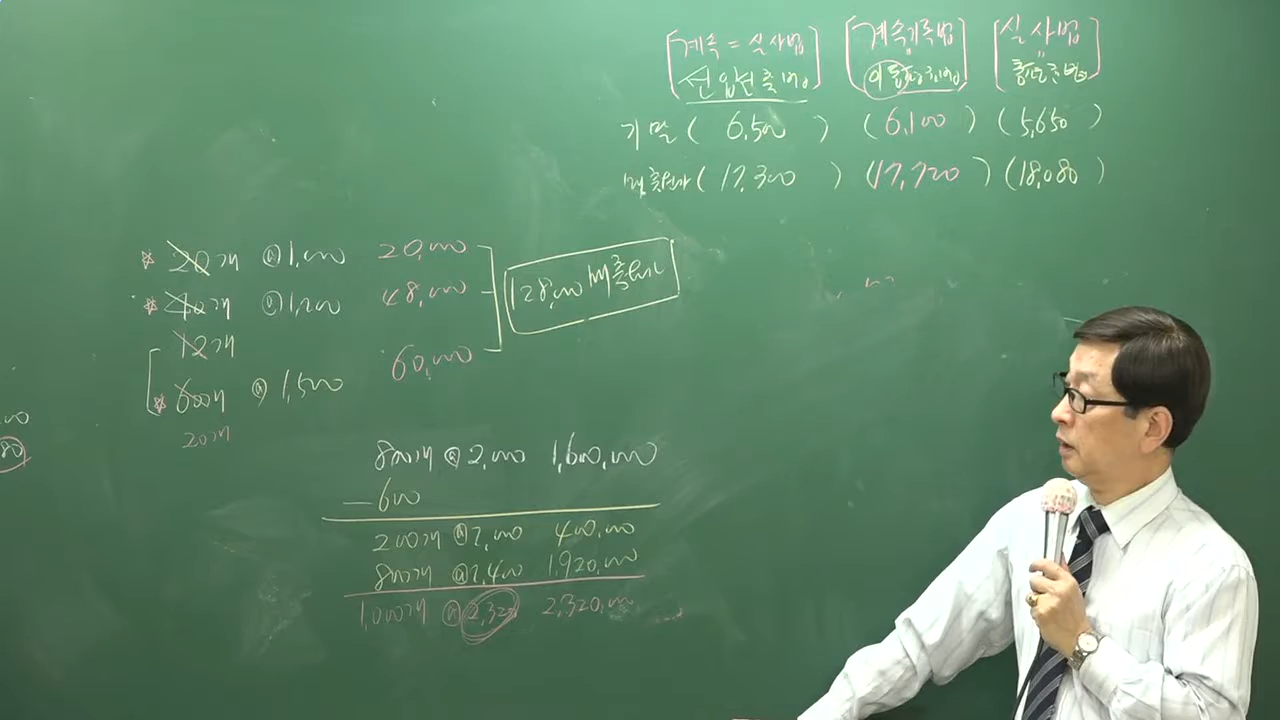 [계속 = 실사법] [계속기록법] [실사법]
선입선출법 이동평균법 총평균법
기말 ( 6,500 ) (6,100) (5,650)
매출원가 ( 17,300 ) (17,720) (18,080)
* 20개 @1,000 20,000
* 40개 @1,200 48,000
128,000 매출원가
12개
60,000
* 600개 @ 1,500
20개
800개 @ 2,000 1,600,000
- 600
200개 @2,000 400,000
800개 @2,400 1,920,000
1,000개 @2,320 2,320,000
80